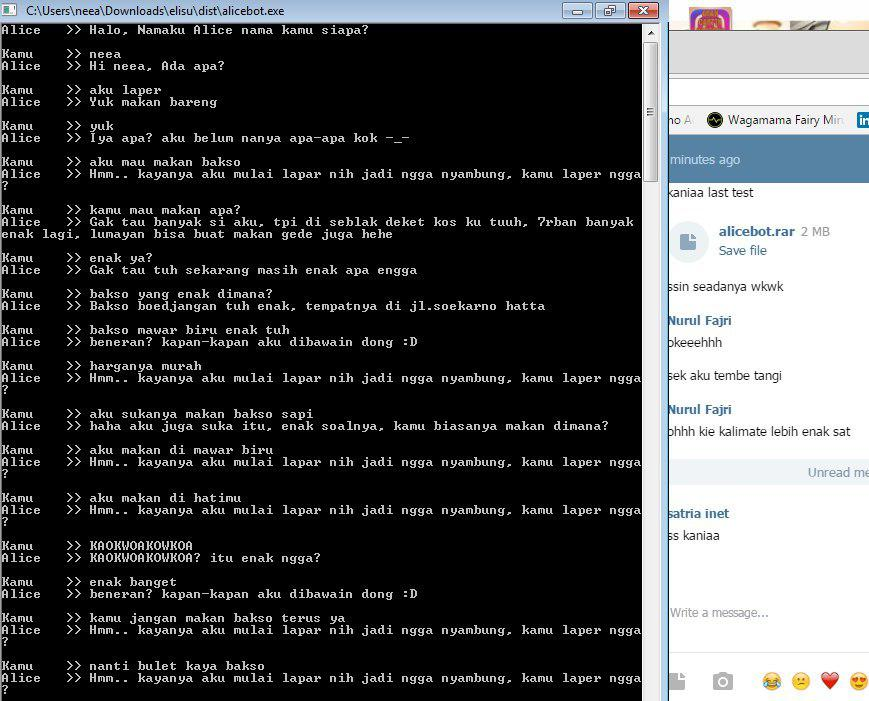 C:\Users\neea\Downloads\elisu\dist\alicebot.exe
Alice >> Halo, Namaku Alice nama kamu siapa?
Kamu >> neea
Alice >> Hi neea, Ada apa?
Kamu >> aku laper
Alice >> Yuk makan bareng
Kamu >> yuk
Alice >> Iya apa? aku belum nanya apa-apa kok -_-
Kamu >> aku mau makan bakso
Alice >> Hmm.. kayanya aku mulai lapar nih jadi ngga nyambung, kamu laper ngga
?
Kamu >> kamu mau makan apa?
Alice >> Gak tau banyak si aku, tpi di seblak deket kos ku tuuh, 7rban banyak
enak lagi, lumayan bisa buat makan gede juga hehe
Kamu >> enak ya?
Alice >> Gak tau tuh sekarang masih enak apa engga
Kamu >> bakso yang enak dimana?
Alice >> Bakso boedjangan tuh enak, tempatnya di jl.soekarno hatta
Kamu >> bakso mawar biru enak tuh
Alice >> beneran? kapan-kapan aku dibawain dong :D
Kamu >> harganya murah
Alice >> Hmm.. kayanya aku mulai lapar nih jadi ngga nyambung, kamu laper ngga
?
Kamu >> aku sukanya makan bakso sapi
Alice >> haha aku juga suka itu, enak soalnya, kamu biasanya makan dimana?
Kamu >> aku makan di mawar biru
Alice >> Hmm.. kayanya aku mulai lapar nih jadi ngga nyambung, kamu laper ngga
?
Kamu >> aku makan di hatimu
Alice >> Hmm.. kayanya aku mulai lapar nih jadi ngga nyambung, kamu laper ngga
?
Kamu >> KAOKWOAKOWKOA
Alice >> KAOKWOAKOWKOA? itu enak ngga?
Kamu >> enak banget
Alice >> beneran? kapan-kapan aku dibawain dong :D
Kamu >> kamu jangan makan bakso terus ya
Alice >> Hmm.. kayanya aku mulai lapar nih jadi ngga nyambung, kamu laper ngga
?
Kamu >> nanti bulet kaya bakso
Alice >> Hmm.. kayanya aku mulai lapar nih jadi ngga nyambung, kamu laper ngga
?
Wagamama Fairy Mir
in
minutes ago
kaniaa last test
alicebot.rar 2 MB
Save file
seadanya wkwk
Nurul Fajri
okeeehhh
sek aku tembe tangi
Nurul Fajri
ohhh kie kalimate lebih enak sat
Unread me
satria inet
ss kaniaa
Write a message...